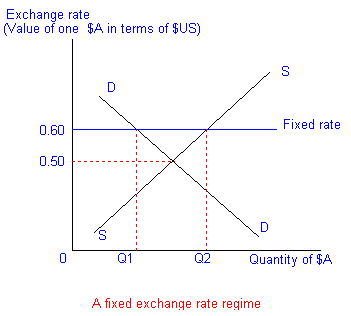 Exchange rate
(Value of one $A in terms of $US)
D
S
Fixed rate
0.60
0.50
S
D
0
Q1
Q2
Quantity of $A
A fixed exchange rate regime